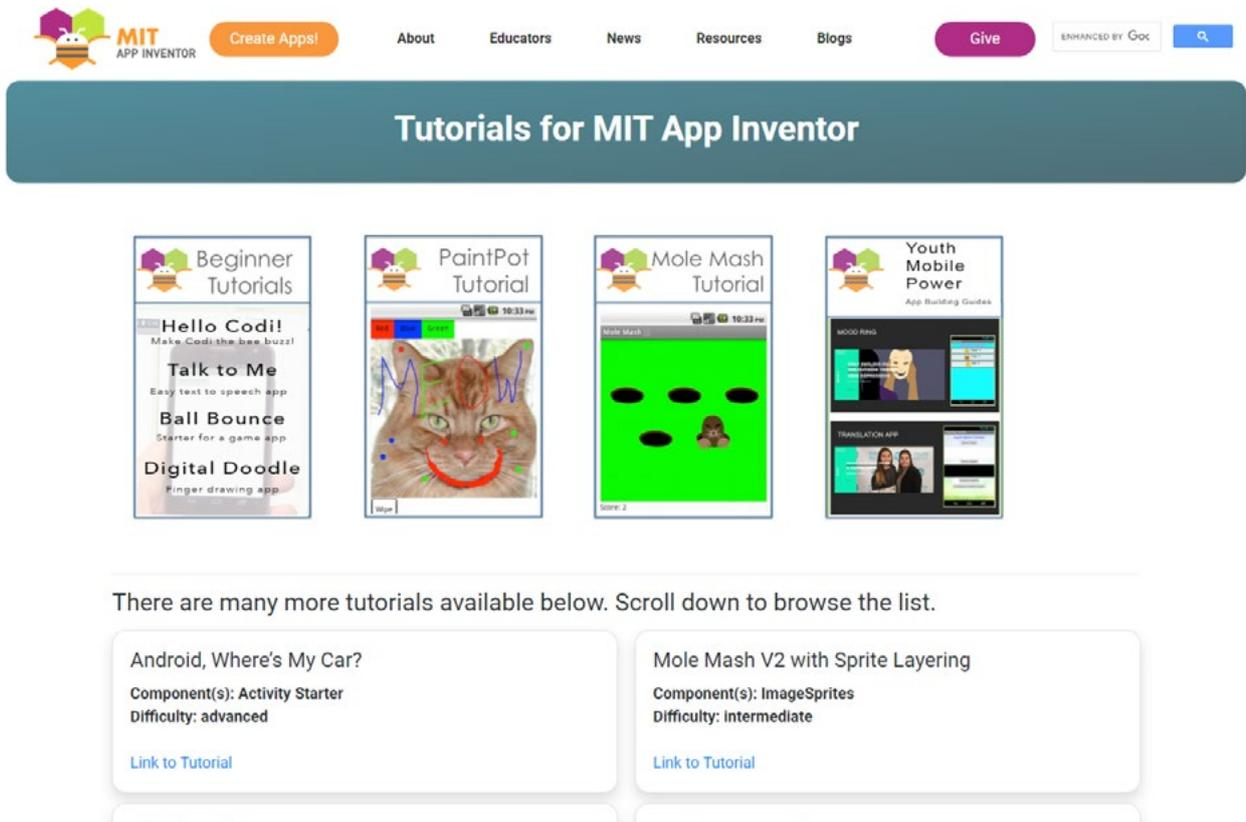 MIT
APP INVENTOR
Create Apps!
About
Educators
News
Resources
Blogs
Give
ENHANCED BY Goo
Tutorials for MIT App Inventor
Beginner
Tutorials
Hello Codi!
Make Codi the bee buzz!
Talk to Me
Easy text to speech app
Ball Bounce
Starter for a game app
Digital Doodle
Finger drawing app
PaintPot
Tutorial
10:33 PM
Red Blue Green
MEOW
Wipe
Mole Mash
Tutorial
10:33 PM
Mole Mash
Score: 2
Youth
Mobile
Power
App Building Guides
MOOD RING
TRANSLATION APP
There are many more tutorials available below. Scroll down to browse the list.
Android, Where's My Car?
Component(s): Activity Starter
Difficulty: advanced
Link to Tutorial
Mole Mash V2 with Sprite Layering
Component(s): ImageSprites
Difficulty: intermediate
Link to Tutorial